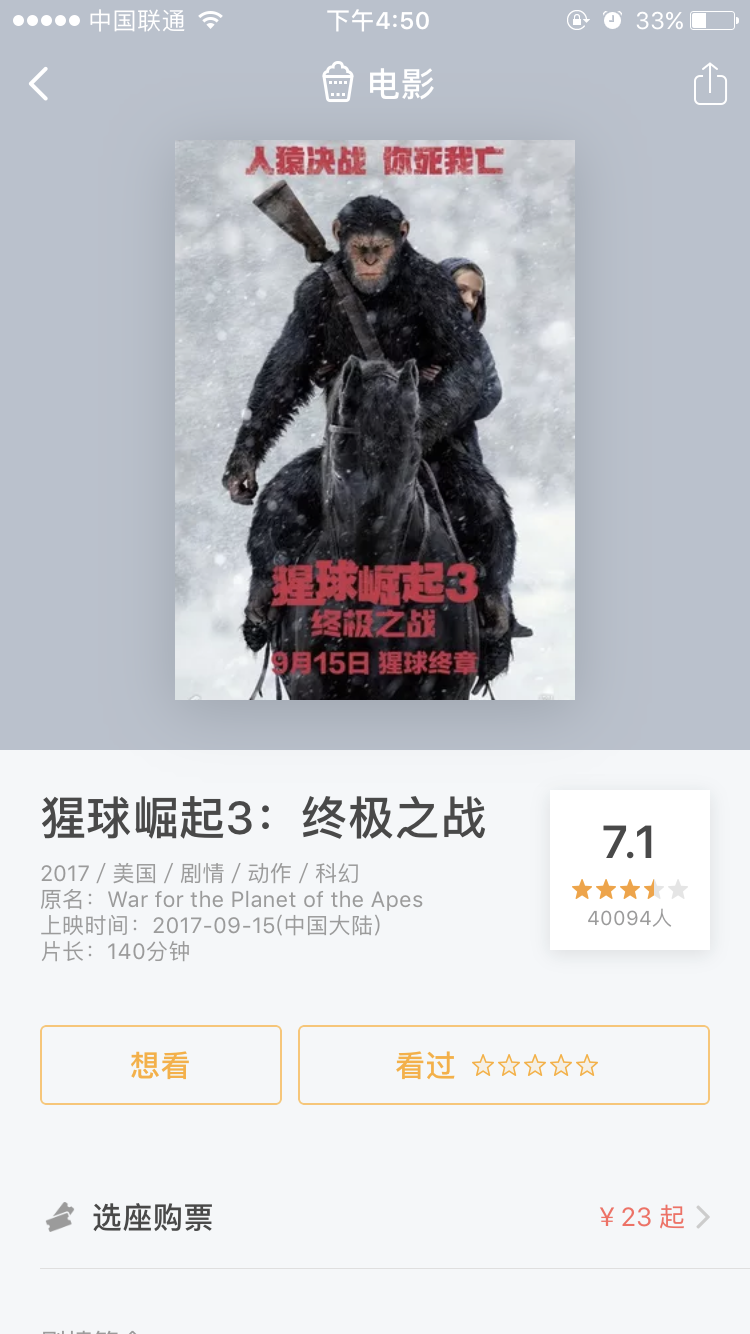 中国联通
下午4:50
33%
电影
人猿决战 你死我亡
猩球崛起3
终极之战
9月15日 猩球终章
猩球崛起3：终极之战
7.1
2017 / 美国 / 剧情 / 动作 / 科幻
原名：War for the Planet of the Apes
40094人
上映时间：2017-09-15(中国大陆)
片长：140分钟
想看
看过
选座购票
¥ 23 起